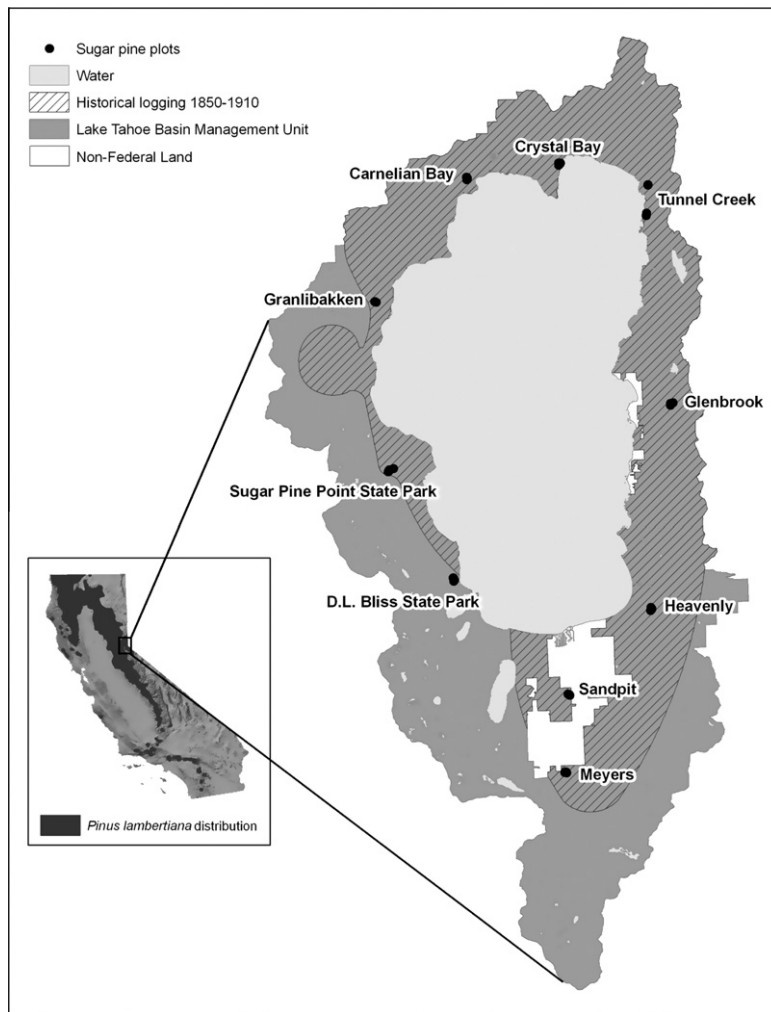 Sugar pine plots
Water
Historical logging 1850-1910
Lake Tahoe Basin Management Unit
Non-Federal Land
Crystal Bay
Carnelian Bay
Tunnel Creek
Granlibakken
Glenbrook
Sugar Pine Point State Park
D.L. Bliss State Park
Heavenly
Sandpit
Meyers
Pinus lambertiana distribution